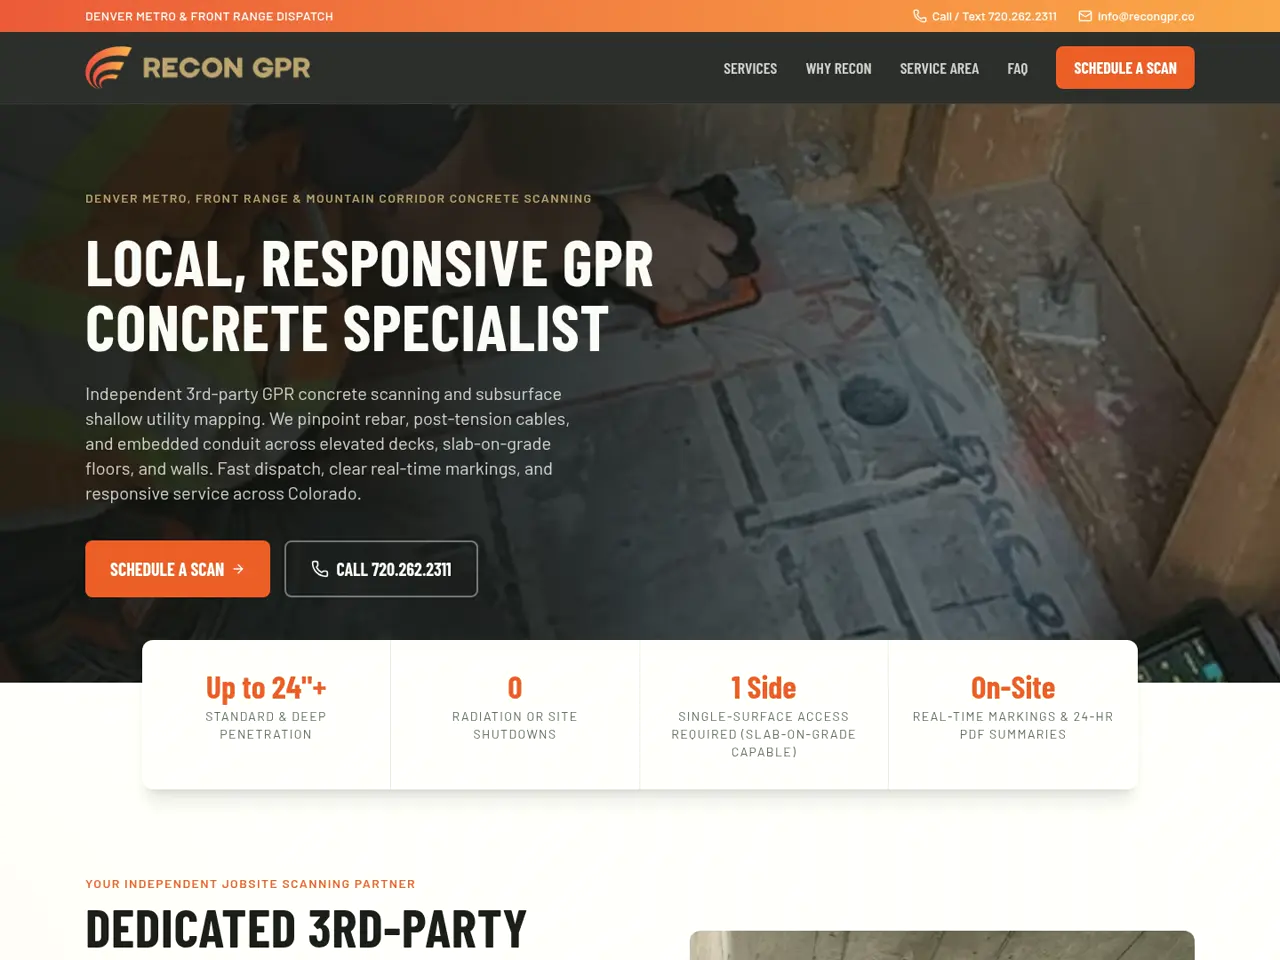 DENVER METRO & FRONT RANGE DISPATCH
Call / Text 720.262.2311
info@recongpr.co
RECON GPR
SERVICES
WHY RECON
SERVICE AREA
FAQ
SCHEDULE A SCAN
DENVER METRO, FRONT RANGE & MOUNTAIN CORRIDOR CONCRETE SCANNING
LOCAL, RESPONSIVE GPR
CONCRETE SPECIALIST
Independent 3rd-party GPR concrete scanning and subsurface
shallow utility mapping. We pinpoint rebar, post-tension cables,
and embedded conduit across elevated decks, slab-on-grade
floors, and walls. Fast dispatch, clear real-time markings, and
responsive service across Colorado.
SCHEDULE A SCAN →
CALL 720.262.2311
Up to 24"+
STANDARD & DEEP
PENETRATION
0
RADIATION OR SITE
SHUTDOWNS
1 Side
SINGLE-SURFACE ACCESS
REQUIRED (SLAB-ON-GRADE
CAPABLE)
On-Site
REAL-TIME MARKINGS & 24-HR
PDF SUMMARIES
YOUR INDEPENDENT JOBSITE SCANNING PARTNER
DEDICATED 3RD-PARTY